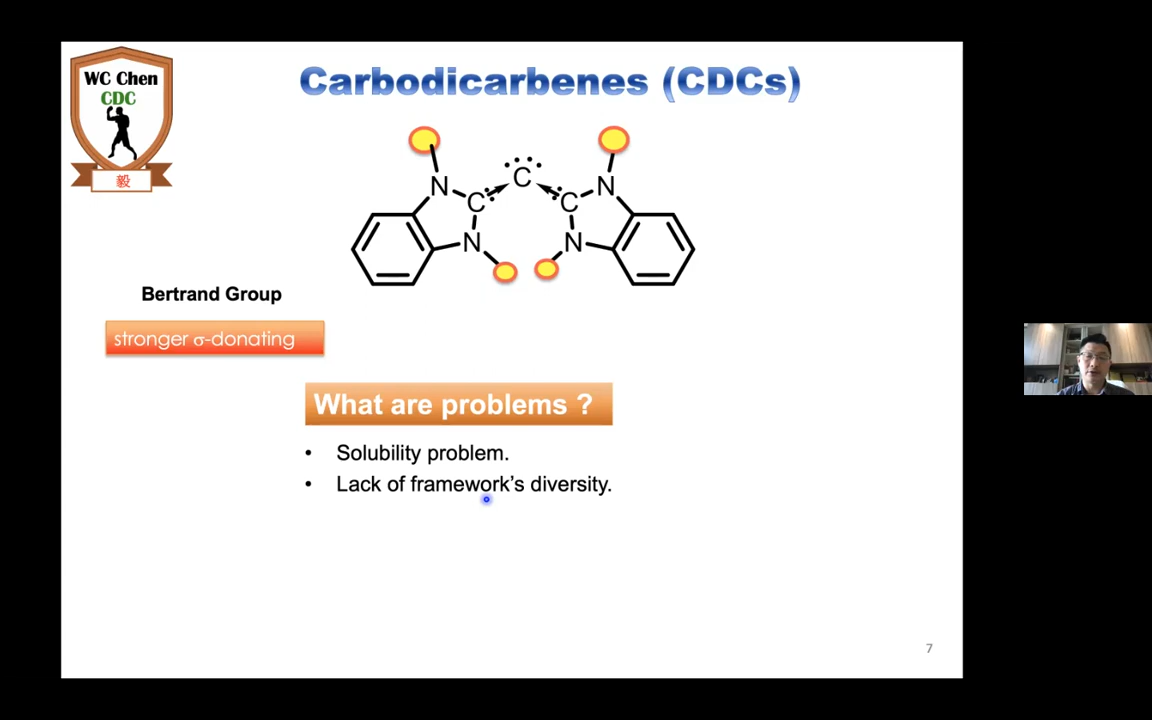 WC Chen
CDC
毅
Carbodicarbenes (CDCs)
C
N N
C C
N N
Bertrand Group
stronger σ-donating
What are problems ?
• Solubility problem.
• Lack of framework’s diversity.
7